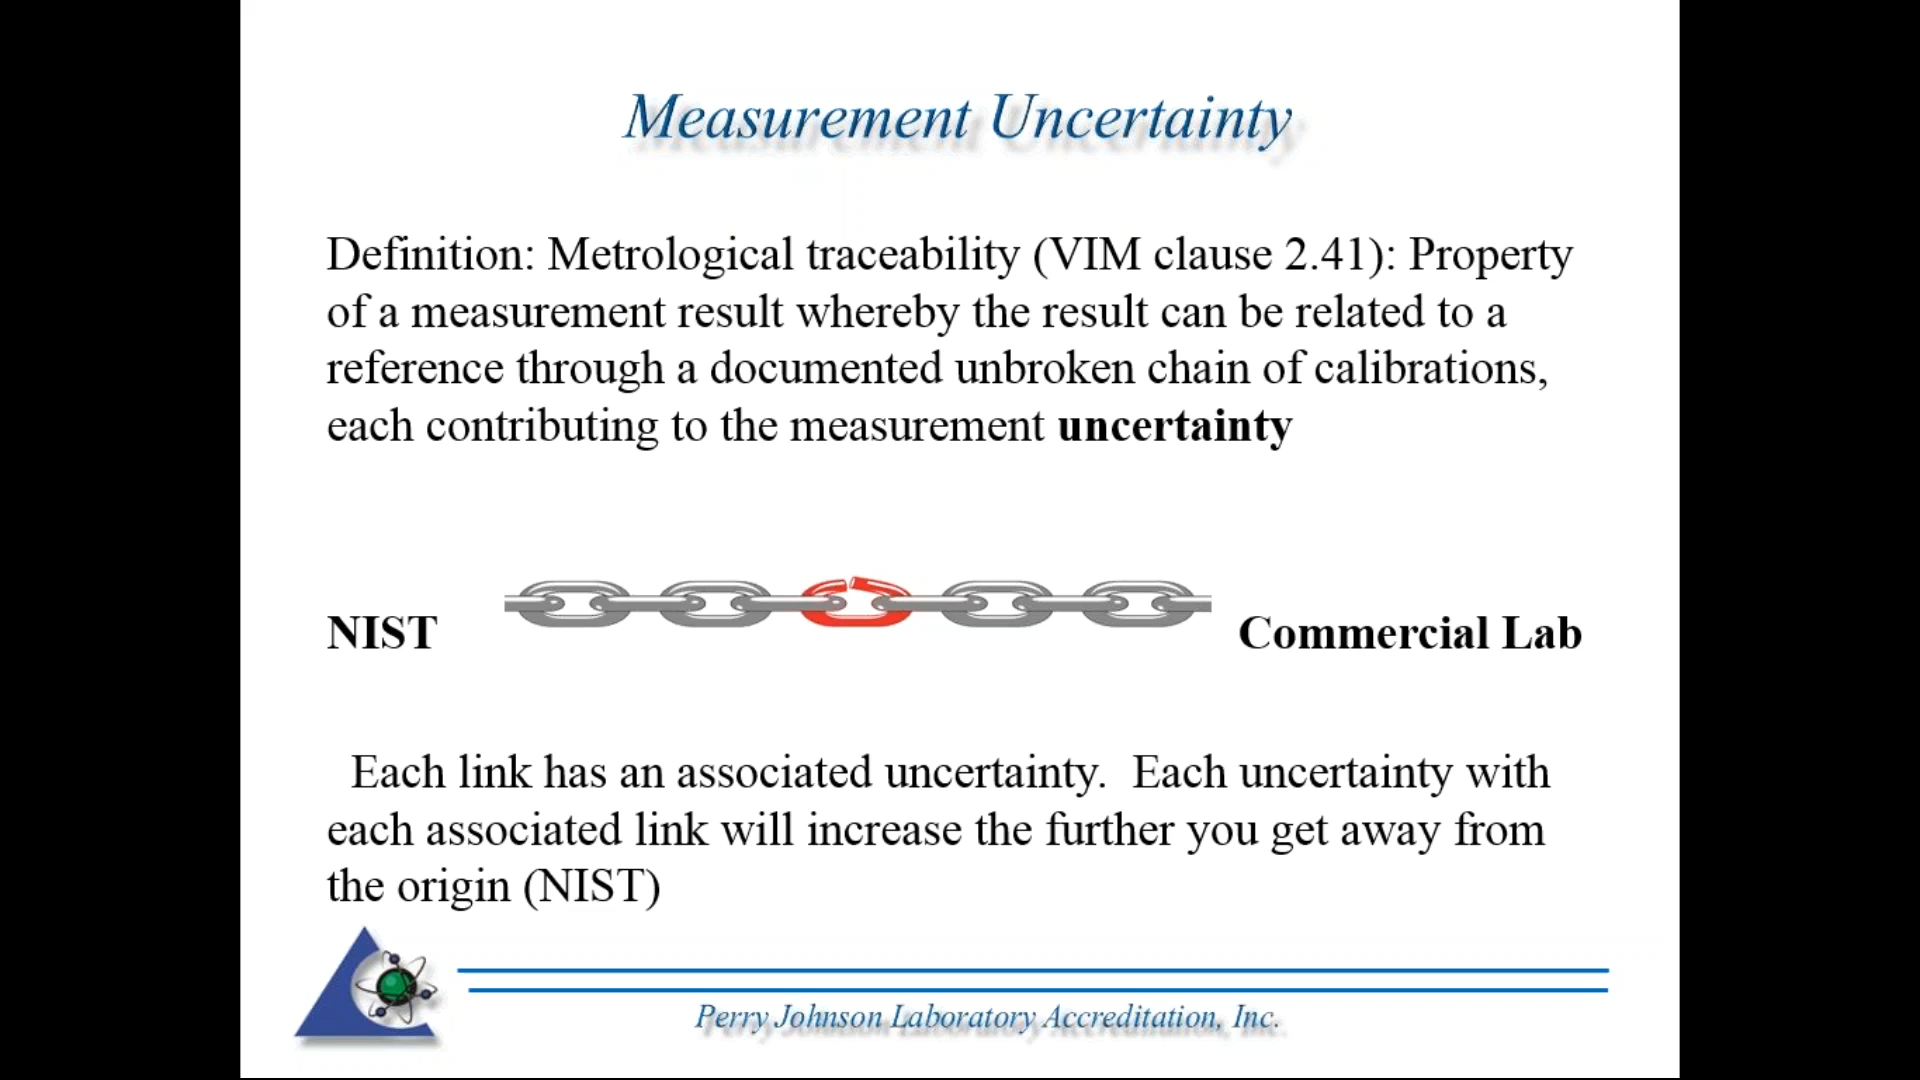 Measurement Uncertainty
Definition: Metrological traceability (VIM clause 2.41): Property
of a measurement result whereby the result can be related to a
reference through a documented unbroken chain of calibrations,
each contributing to the measurement uncertainty
NIST
Commercial Lab
Each link has an associated uncertainty.  Each uncertainty with
each associated link will increase the further you get away from
the origin (NIST)
Perry Johnson Laboratory Accreditation, Inc.